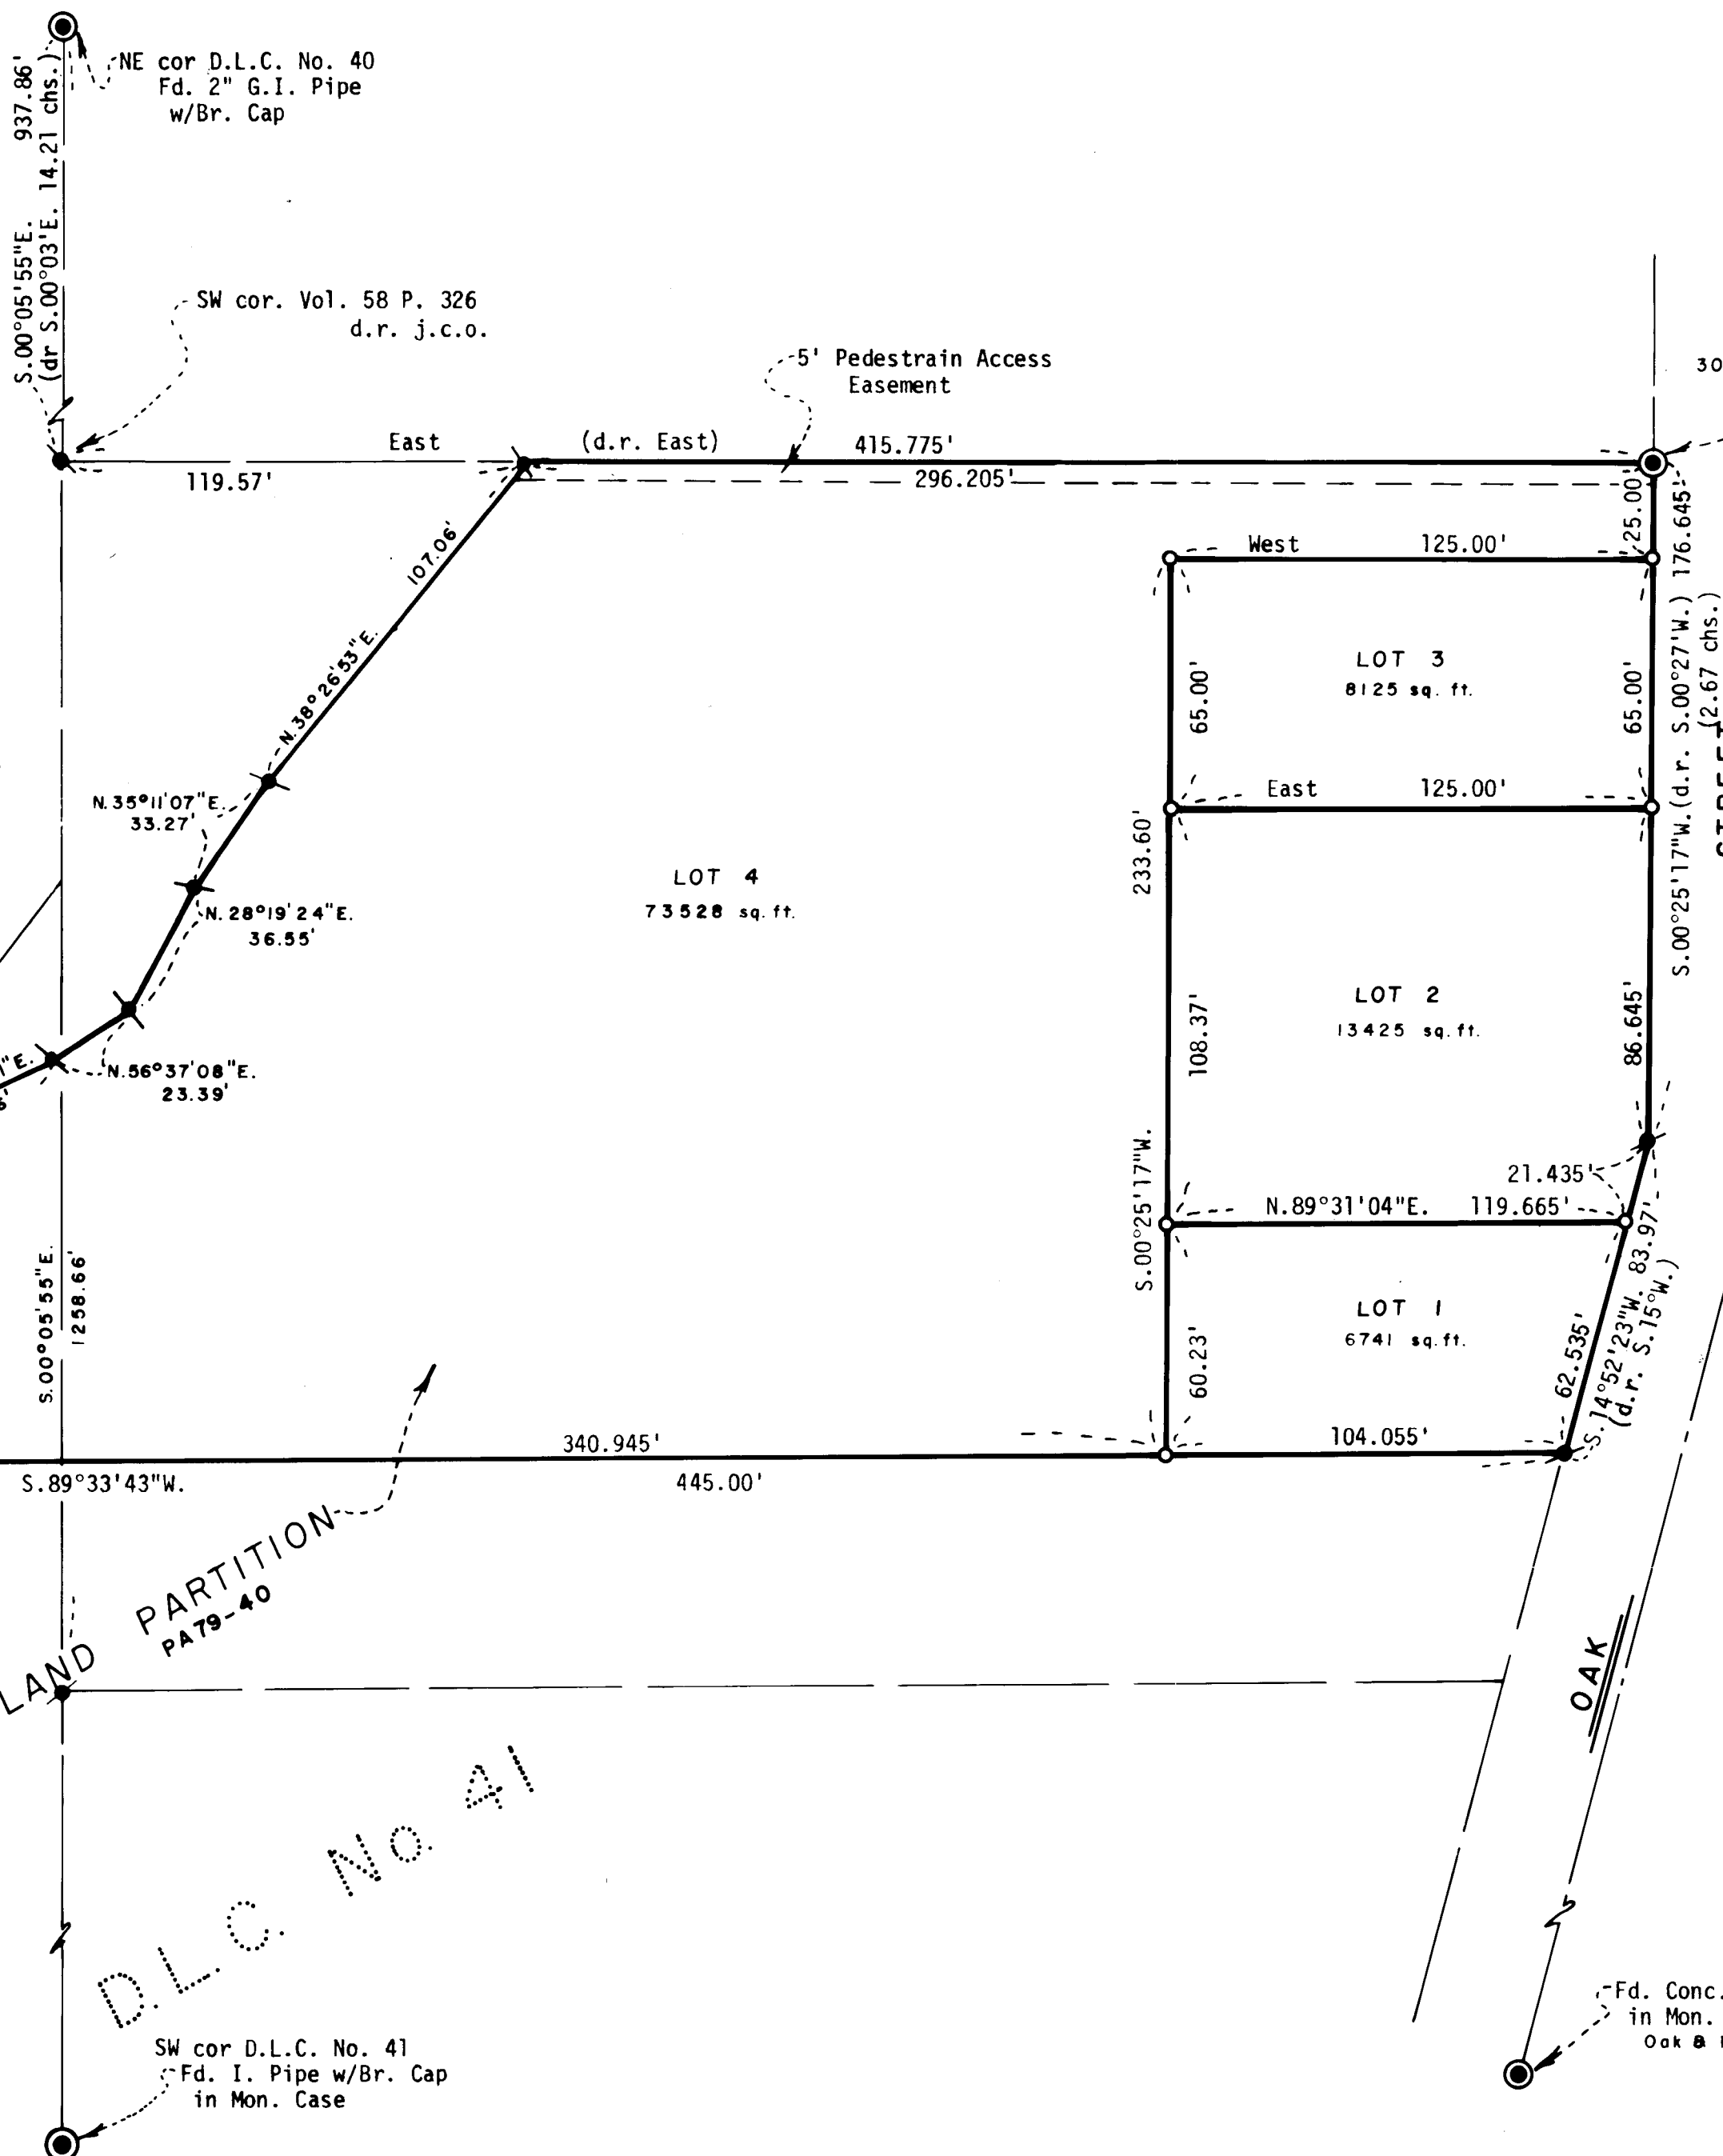 NE cor D.L.C. No. 40
Fd. 2" G.I. Pipe
w/Br. Cap
S.00°05'55"E. 937.86'
(dr S.00°03'E. 14.21 chs.)
SW cor. Vol. 58 P. 326
d.r. j.c.o.
5' Pedestrain Access
Easement
30
East (d.r. East) 415.775'
119.57'
296.205'
25.00'
West 125.00'
107.06'
N.38°26'53"E.
LOT 3
8125 sq. ft.
65.00'
65.00'
S.00°25'17"W.(d.r. S.00°27'W.) 176.645'
(2.67 chs.)
STREET
N.35°11'07"E.
33.27'
East 125.00'
233.60'
LOT 4
73528 sq. ft.
N.28°19'24"E.
36.55'
LOT 2
13425 sq. ft.
108.37'
86.645'
"E.
N.56°37'08"E.
23.39'
S.00°25'17"W.
21.435'
N.89°31'04"E. 119.665'
S.00°05'55"E.
1258.66'
LOT 1
6741 sq. ft.
60.23'
62.535'
S.14°52'23"W. 83.97'
(d.r. S.15°W.)
340.945'
104.055'
S.89°33'43"W.
445.00'
LAND PARTITION
PA79-40
OAK
D.L.C. No. 41
SW cor D.L.C. No. 41
Fd. I. Pipe w/Br. Cap
in Mon. Case
Fd. Conc.
in Mon.
Oak &